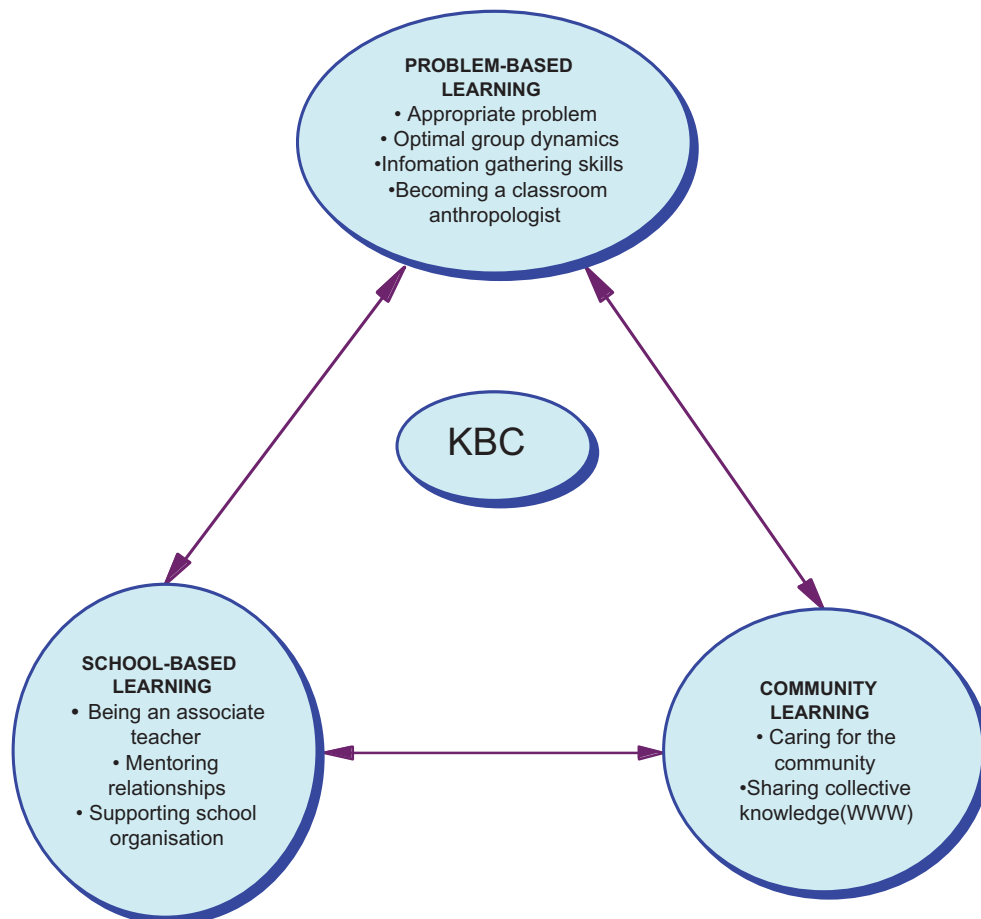 PROBLEM-BASED
LEARNING
• Appropriate problem
• Optimal group dynamics
•Infomation gathering skills
•Becoming a classroom
anthropologist
KBC
SCHOOL-BASED
LEARNING
• Being an associate
teacher
• Mentoring
relationships
• Supporting school
organisation
COMMUNITY
LEARNING
• Caring for the
community
•Sharing collective
knowledge(WWW)